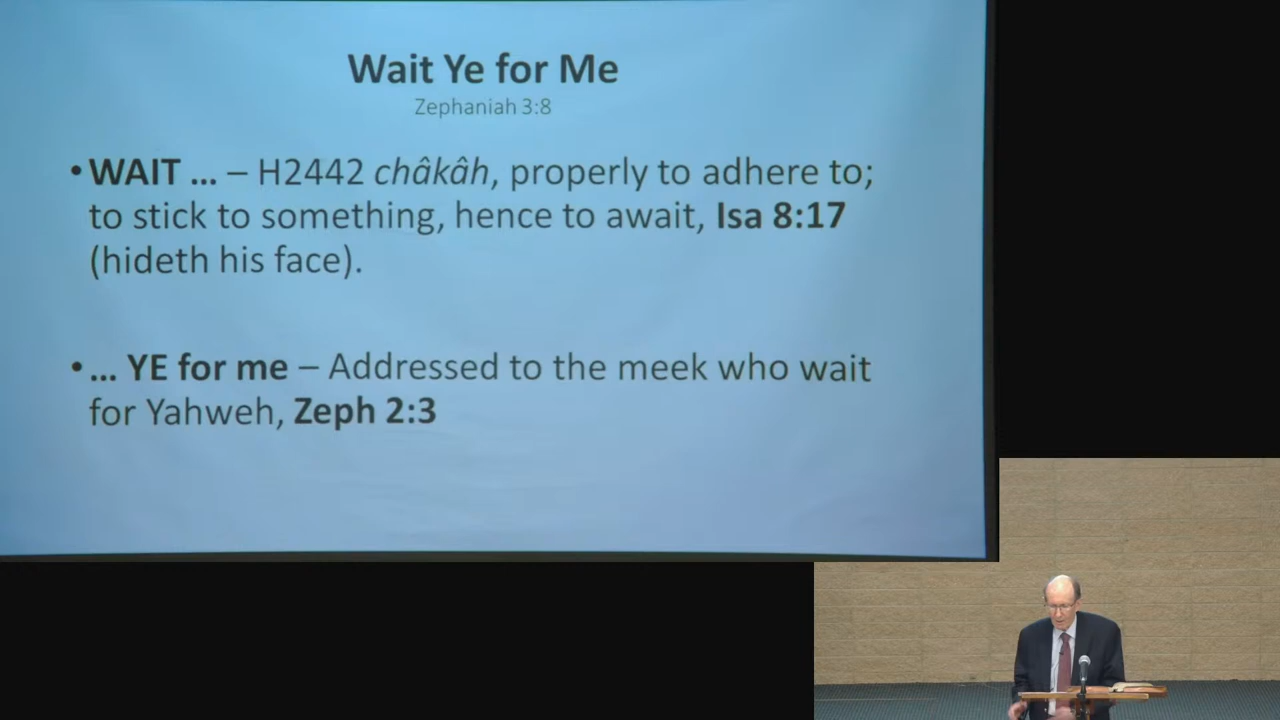 Wait Ye for Me
Zephaniah 3:8
• WAIT … – H2442 châkâh, properly to adhere to;
to stick to something, hence to await, Isa 8:17
(hideth his face).
• … YE for me – Addressed to the meek who wait
for Yahweh, Zeph 2:3